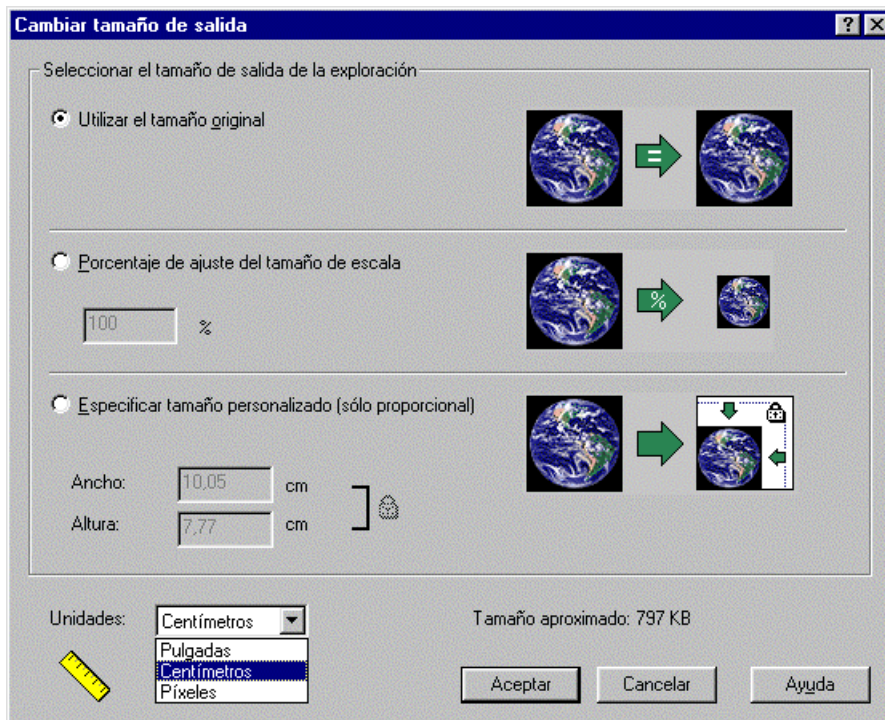 Cambiar tamaño de salida
Seleccionar el tamaño de salida de la exploración
Utilizar el tamaño original
=
Porcentaje de ajuste del tamaño de escala
%
100 %
Especificar tamaño personalizado (sólo proporcional)
Ancho: 10,05 cm
Altura: 7,77 cm
Unidades: Centímetros
Tamaño aproximado: 797 KB
Pulgadas
Centímetros
Píxeles
Aceptar Cancelar Ayuda